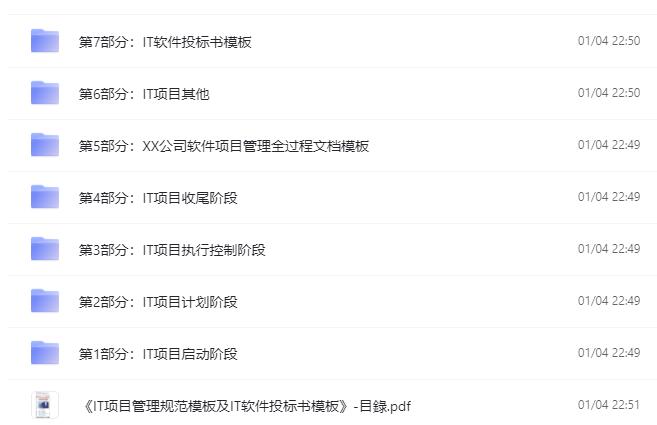 第7部分：IT软件投标书模板 01/04 22:50
第6部分：IT项目其他 01/04 22:50
第5部分：XX公司软件项目管理全过程文档模板 01/04 22:49
第4部分：IT项目收尾阶段 01/04 22:49
第3部分：IT项目执行控制阶段 01/04 22:49
第2部分：IT项目计划阶段 01/04 22:49
第1部分：IT项目启动阶段 01/04 22:49
《IT项目管理规范模板及IT软件投标书模板》-目録.pdf 01/04 22:51